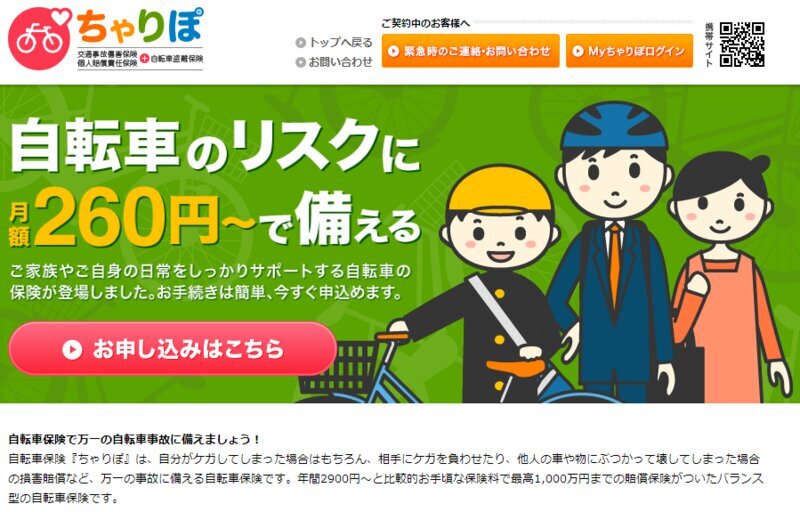 ちゃりぽ
交通事故傷害保険
個人賠償責任保険
+自転車盗難保険
トップへ戻る
お問い合わせ
ご契約中のお客様へ
緊急時のご連絡・お問い合わせ
Myちゃりぽログイン
携帯サイト
自転車のリスクに
月額260円～で備える
ご家族やご自身の日常をしっかりサポートする自転車の
保険が登場しました。お手続きは簡単、今すぐ申込めます。
お申し込みはこちら
自転車保険で万一の自転車事故に備えましょう！
自転車保険『ちゃりぽ』は、自分がケガしてしまった場合はもちろん、相手にケガを負わせたり、他人の車や物にぶつかって壊してしまった場合
の損害賠償など、万一の事故に備える自転車保険です。年間2900円～と比較的お手頃な保険料で最高1,000万円までの賠償保険がついたバランス
型の自転車保険です。